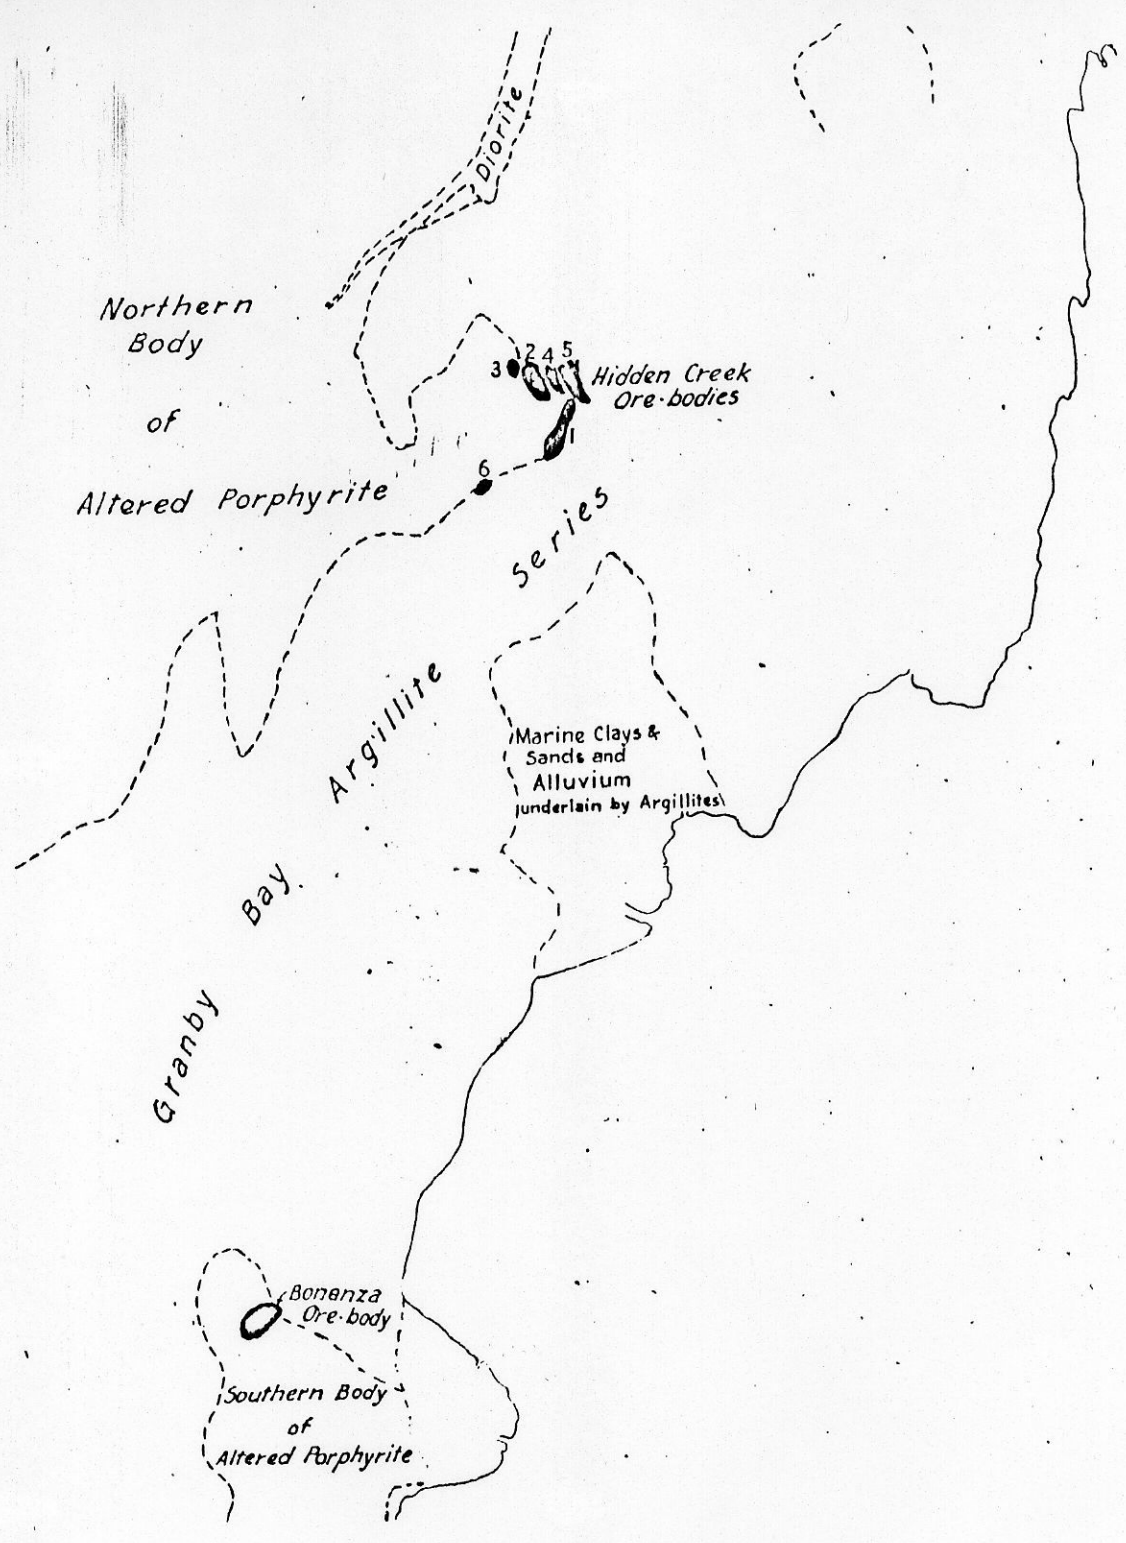 Diorite
Northern
Body
of
Altered Porphyrite
3
2
4
5
Hidden Creek
Ore-bodies
1
6
Granby Bay Argillite Series
Marine Clays &
Sands and
Alluvium
underlain by Argillites
Bonanza
Ore-body
Southern Body
of
Altered Porphyrite